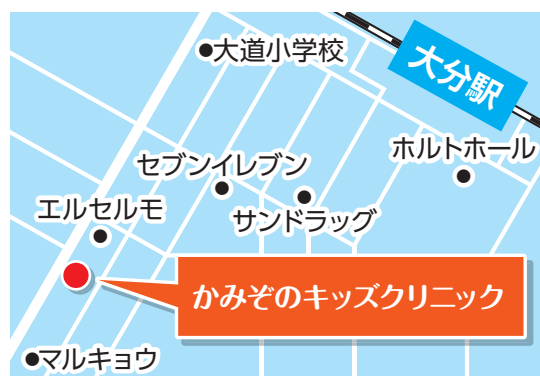 大道小学校
大分駅
ホルトホール
セブンイレブン
サンドラッグ
エルセルモ
かみぞのキッズクリニック
マルキョウ